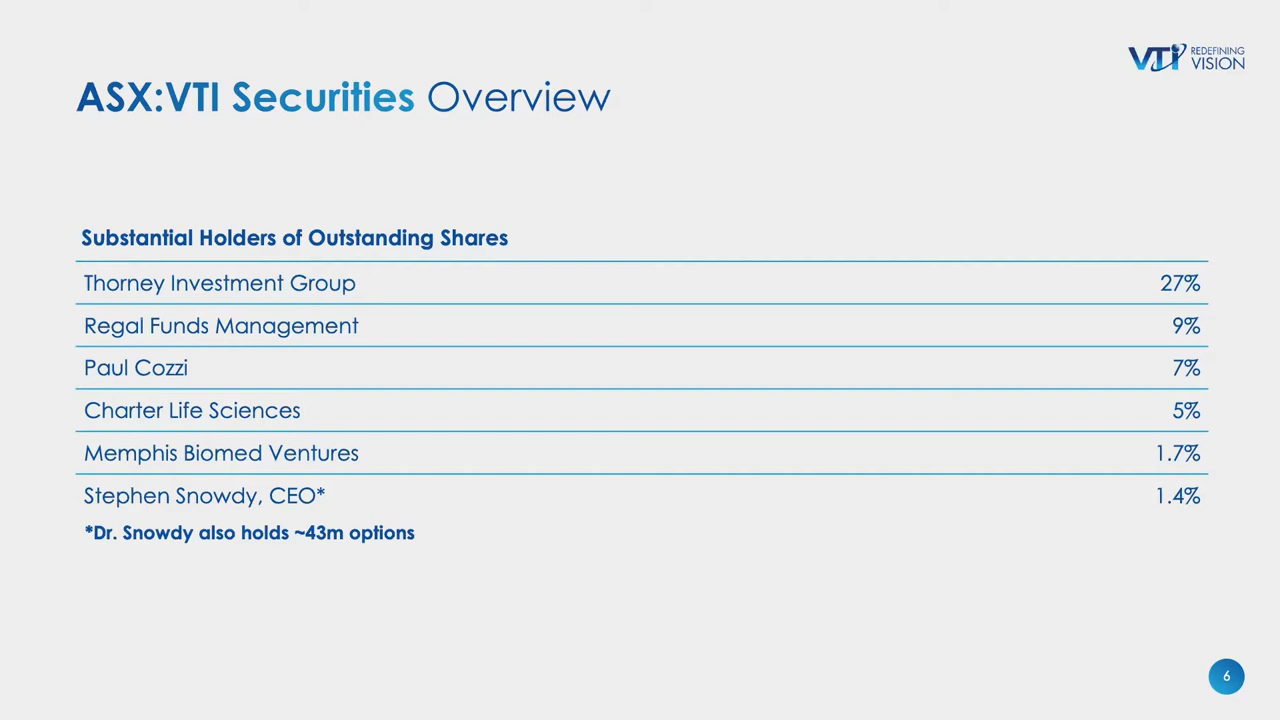 VTI REDEFINING
VISION
ASX:VTI Securities Overview
Substantial Holders of Outstanding Shares
Thorney Investment Group 27%
Regal Funds Management 9%
Paul Cozzi 7%
Charter Life Sciences 5%
Memphis Biomed Ventures 1.7%
Stephen Snowdy, CEO* 1.4%
*Dr. Snowdy also holds ~43m options
6